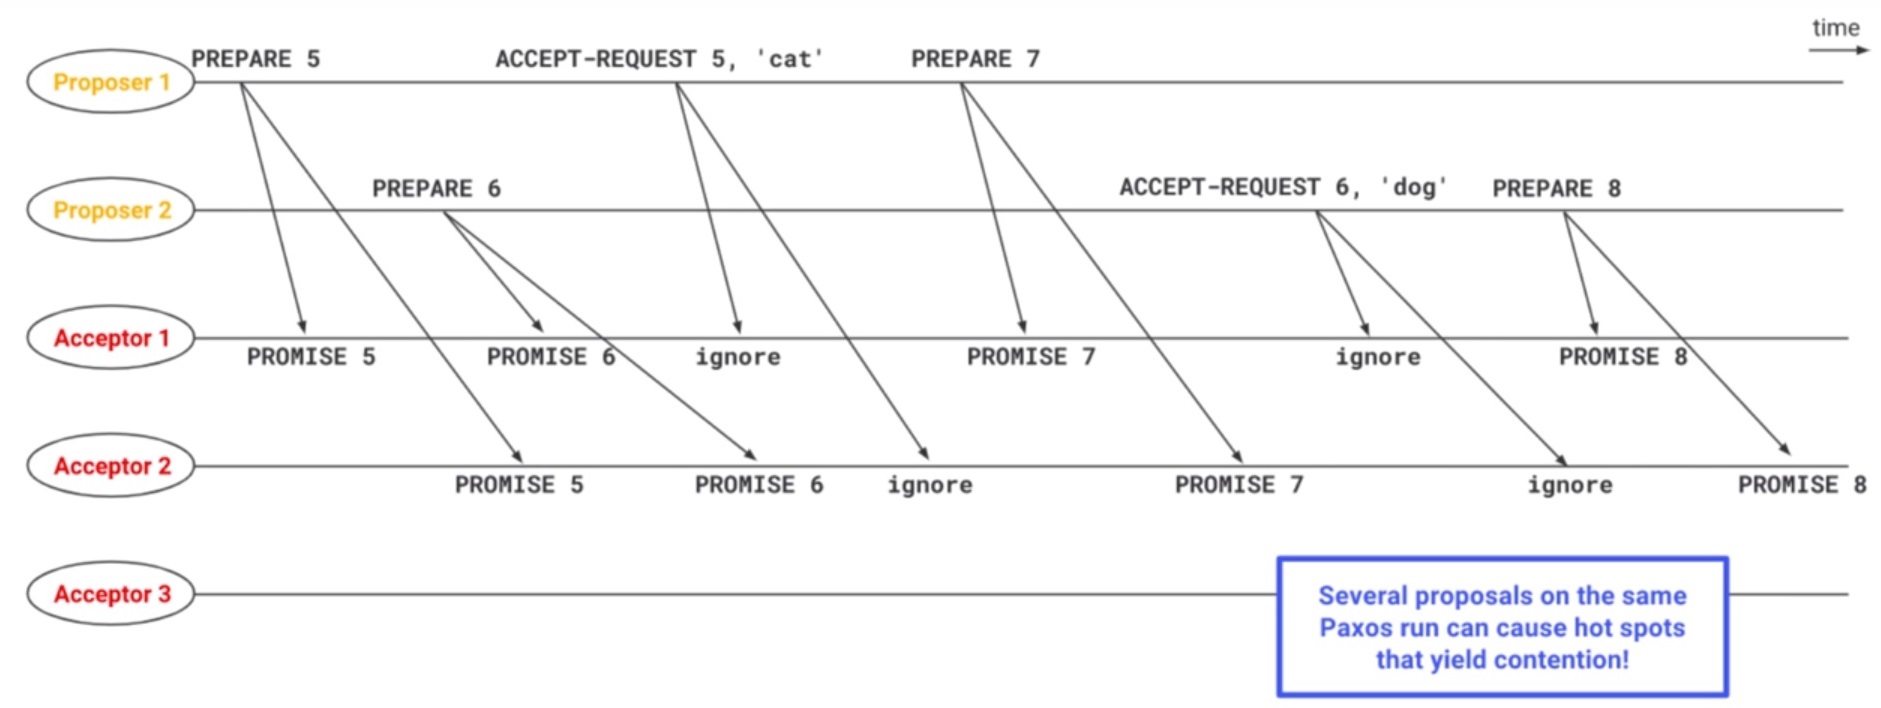 time
PREPARE 5
ACCEPT-REQUEST 5, 'cat'
PREPARE 7
Proposer 1
PREPARE 6
ACCEPT-REQUEST 6, 'dog'
PREPARE 8
Proposer 2
Acceptor 1
PROMISE 5
PROMISE 6
ignore
PROMISE 7
ignore
PROMISE 8
Acceptor 2
PROMISE 5
PROMISE 6
ignore
PROMISE 7
ignore
PROMISE 8
Acceptor 3
Several proposals on the same
Paxos run can cause hot spots
that yield contention!